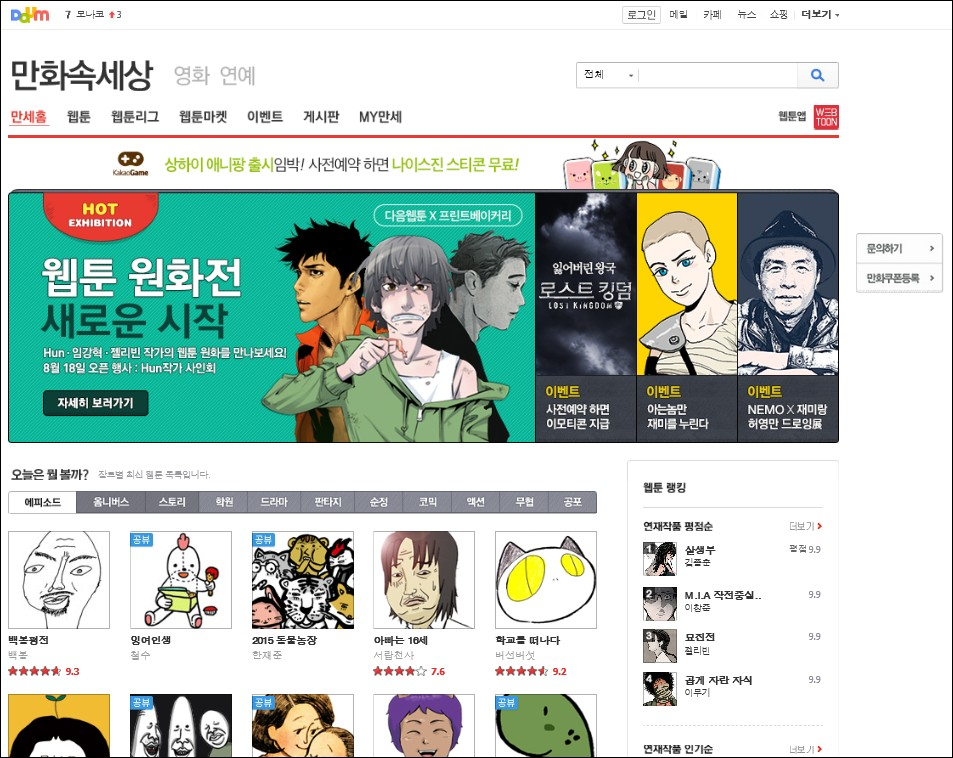 Daum
7 모나코 3
로그인 메일 카페 뉴스 쇼핑 더보기
만화속세상 영화 연예
전체
만세홈 웹툰 웹툰리그 웹툰마켓 이벤트 게시판 MY만세
웹툰앱 WEB TOON
KakaoGame 상하이 애니팡 출시임박! 사전예약 하면 나이스진 스티콘 무료!
HOT
EXHIBITION
다음웹툰 X 프린트베이커리
웹툰 원화전
새로운 시작
Hun · 임강혁 · 젤리빈 작가의 웹툰 원화를 만나보세요!
8월 18일 오픈 행사 : Hun작가 사인회
자세히 보러가기
잃어버린 왕국
로스트 킹덤
LOST KINGDOM
이벤트
사전예약 하면
이모티콘 지급
이벤트
아는놈만
재미를 누린다
이벤트
NEMO X 재미랑
허영만 드로잉展
문의하기
만화쿠폰등록
오늘은 뭘 볼까? 장르별 최신 웹툰 목록입니다.
에피소드 옴니버스 스토리 학원 드라마 판타지 순정 코믹 액션 무협 공포
공뷰 공뷰
백봉평전 잉여인생 2015 동물농장 아빠는 16세 학교를 떠나다
백봉 철수 한재준 서랍천사 버선버섯
9.3 7.6 9.2
공뷰 공뷰 공뷰
웹툰 랭킹
연재작품 평점순 더보기
1 살생부 평점 9.9
김종훈
2 M.I.A 작전중실.. 9.9
이창준
3 묘진전 9.9
젤리빈
4 곱게 자란 자식 9.9
이무기
연재작품 인기순 더보기